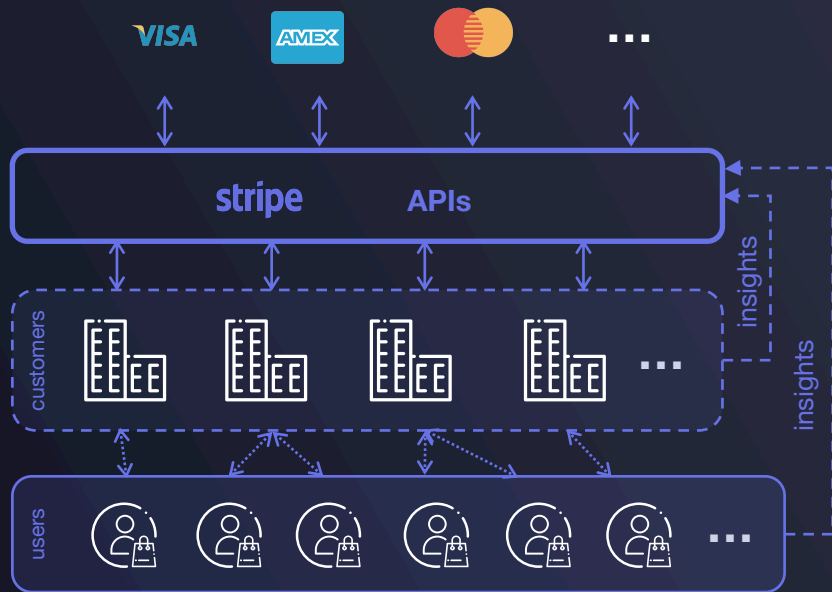 VISA
AMEX
...
stripe APIs
insights
customers
...
insights
users
...